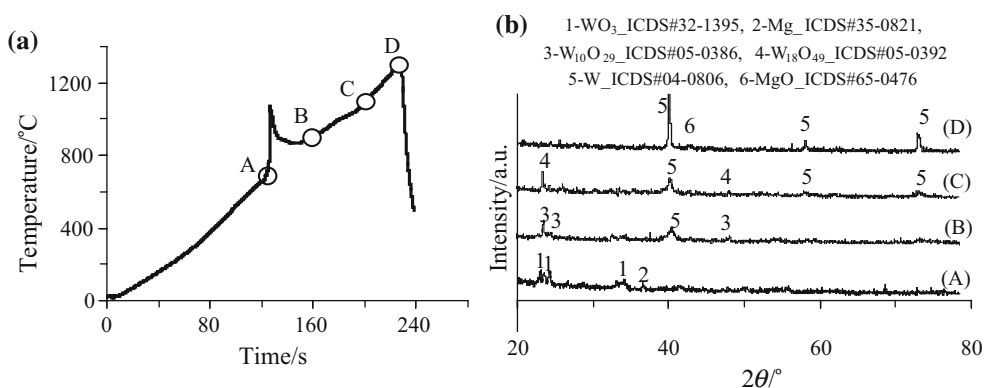 (a)
Temperature/°C
1200
800
400
0
0 80 160 240
Time/s
A
B
C
D
(b)
1-WO₃_ICDS#32-1395, 2-Mg_ICDS#35-0821,
3-W₁₀O₂₉_ICDS#05-0386, 4-W₁₈O₄₉_ICDS#05-0392
5-W_ICDS#04-0806, 6-MgO_ICDS#65-0476
Intensity/a.u.
5 6 5 5 (D)
4 5 4 5 5 (C)
3 3 5 3 (B)
1 1 1 2 (A)
20 40 60 80
2θ/°